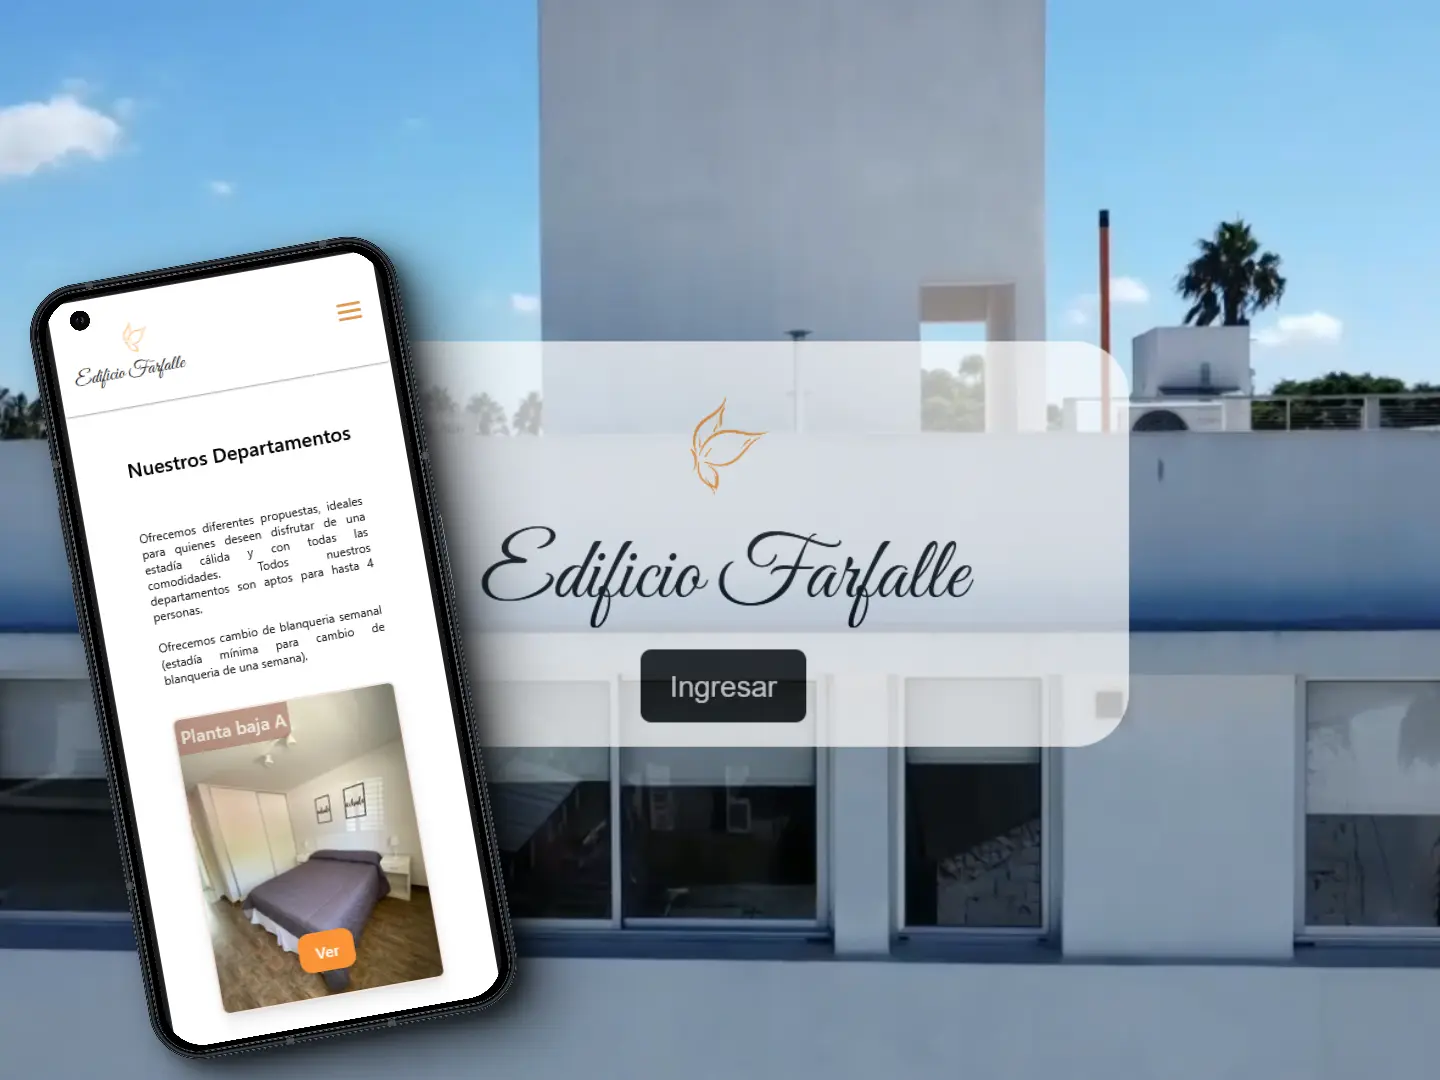 Edificio Farfalle
Nuestros Departamentos
Ofrecemos diferentes propuestas, ideales
para quienes deseen disfrutar de una
estadía cálida y con todas las
comodidades. Todos nuestros
departamentos son aptos para hasta 4
personas.
Ofrecemos cambio de blanqueria semanal
(estadía mínima para cambio de
blanqueria de una semana).
Planta baja A
Ver
Edificio Farfalle
Ingresar